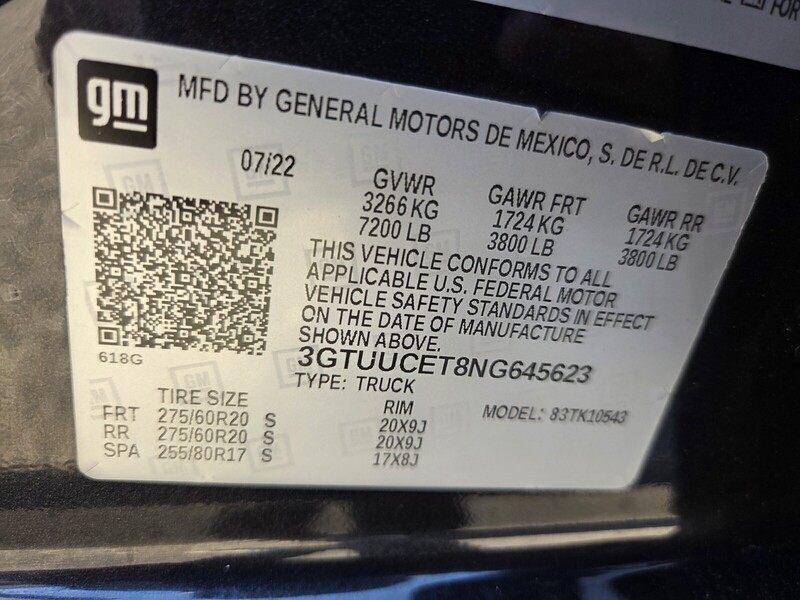 FOR
gm
MFD BY GENERAL MOTORS DE MEXICO, S. DE R.L. DE C.V.
07/22
GVWR
3266 KG
7200 LB
GAWR FRT
1724 KG
3800 LB
GAWR RR
1724 KG
3800 LB
THIS VEHICLE CONFORMS TO ALL
APPLICABLE U.S. FEDERAL MOTOR
VEHICLE SAFETY STANDARDS IN EFFECT
ON THE DATE OF MANUFACTURE
SHOWN ABOVE.
618G
3GTUUCET8NG645623
TYPE: TRUCK
MODEL: 83TK10543
TIRE SIZE RIM
FRT 275/60R20 S 20X9J
RR 275/60R20 S 20X9J
SPA 255/80R17 S 17X8J